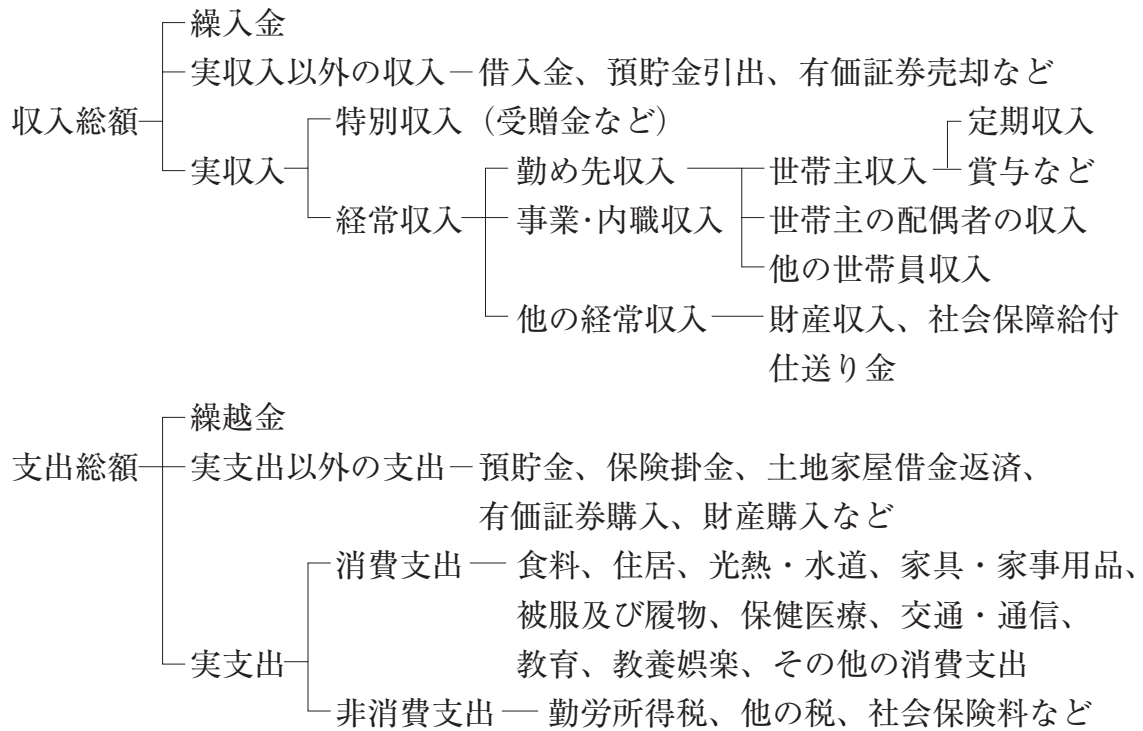 繰入金
実収入以外の収入－借入金、預貯金引出、有価証券売却など
収入総額
特別収入（受贈金など）
定期収入
実収入
勤め先収入
世帯主収入
賞与など
経常収入
事業・内職収入
世帯主の配偶者の収入
他の世帯員収入
他の経常収入
財産収入、社会保障給付
仕送り金
繰越金
支出総額
実支出以外の支出－預貯金、保険掛金、土地家屋借金返済、
有価証券購入、財産購入など
消費支出
食料、住居、光熱・水道、家具・家事用品、
被服及び履物、保健医療、交通・通信、
実支出
教育、教養娯楽、その他の消費支出
非消費支出
勤労所得税、他の税、社会保険料など